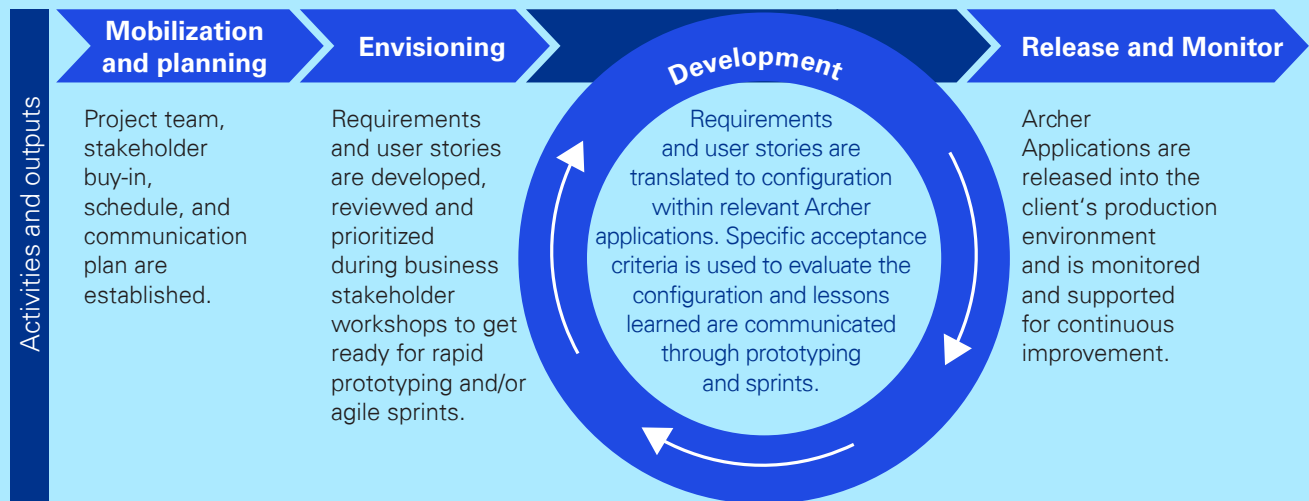 Activities and outputs
Mobilization
and planning
Project team,
stakeholder
buy-in,
schedule, and
communication
plan are
established.
Envisioning
Requirements
and user stories
are developed,
reviewed and
prioritized
during business
stakeholder
workshops to get
ready for rapid
prototyping and/or
agile sprints.
Development
Requirements
and user stories are
translated to configuration
within relevant Archer
applications. Specific acceptance
criteria is used to evaluate the
configuration and lessons
learned are communicated
through prototyping
and sprints.
Release and Monitor
Archer
Applications are
released into the
client‘s production
environment
and is monitored
and supported
for continuous
improvement.